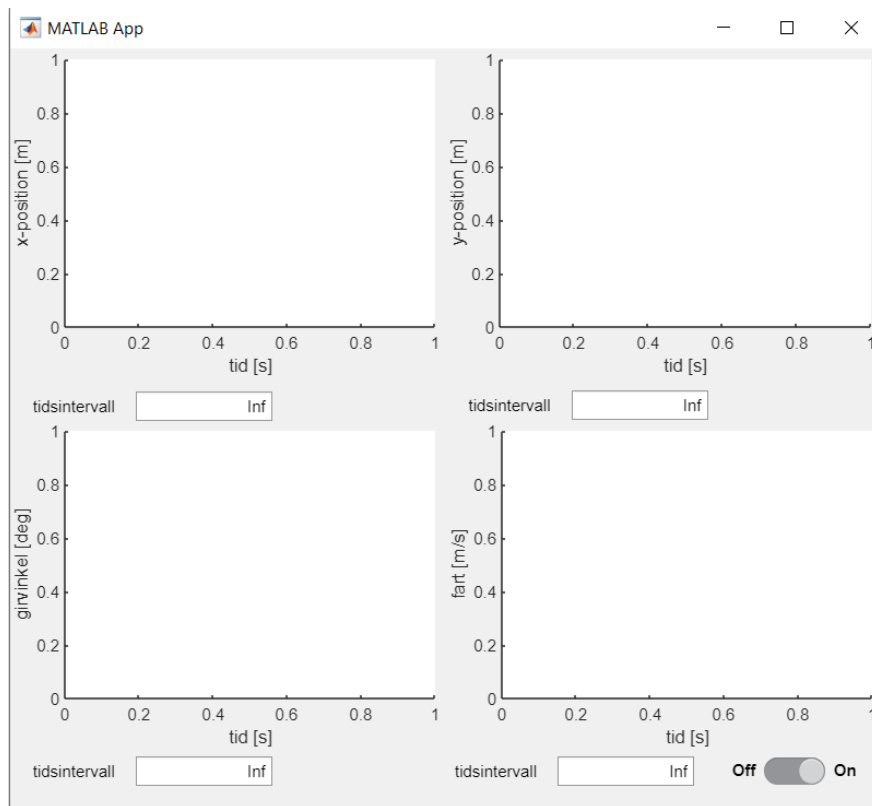 MATLAB App
1
0.8
0.6
0.4
0.2
0
x-position [m]
0 0.2 0.4 0.6 0.8 1
tid [s]
tidsintervall Inf
1
0.8
0.6
0.4
0.2
0
y-position [m]
0 0.2 0.4 0.6 0.8 1
tid [s]
tidsintervall Inf
1
0.8
0.6
0.4
0.2
0
girvinkel [deg]
0 0.2 0.4 0.6 0.8 1
tid [s]
tidsintervall Inf
1
0.8
0.6
0.4
0.2
0
fart [m/s]
0 0.2 0.4 0.6 0.8 1
tid [s]
tidsintervall Inf
Off On